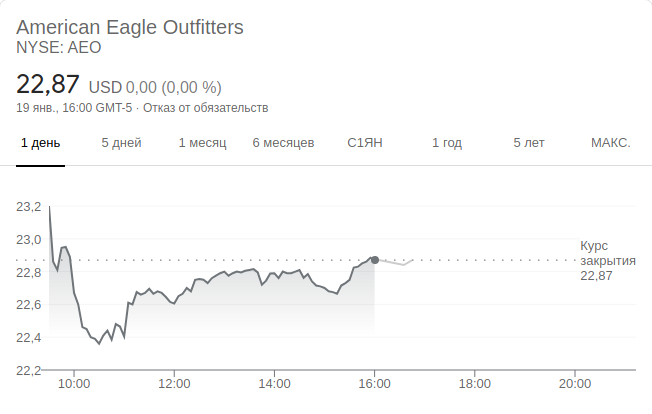 American Eagle Outfitters
NYSE: AEO
22,87 USD 0,00 (0,00 %)
19 янв., 16:00 GMT-5 · Отказ от обязательств
1 день 5 дней 1 месяц 6 месяцев С1ЯН 1 год 5 лет МАКС.
23,2
23,0
Курс
закрытия
22,87
22,8
22,6
22,4
22,2
10:00 12:00 14:00 16:00 18:00 20:00